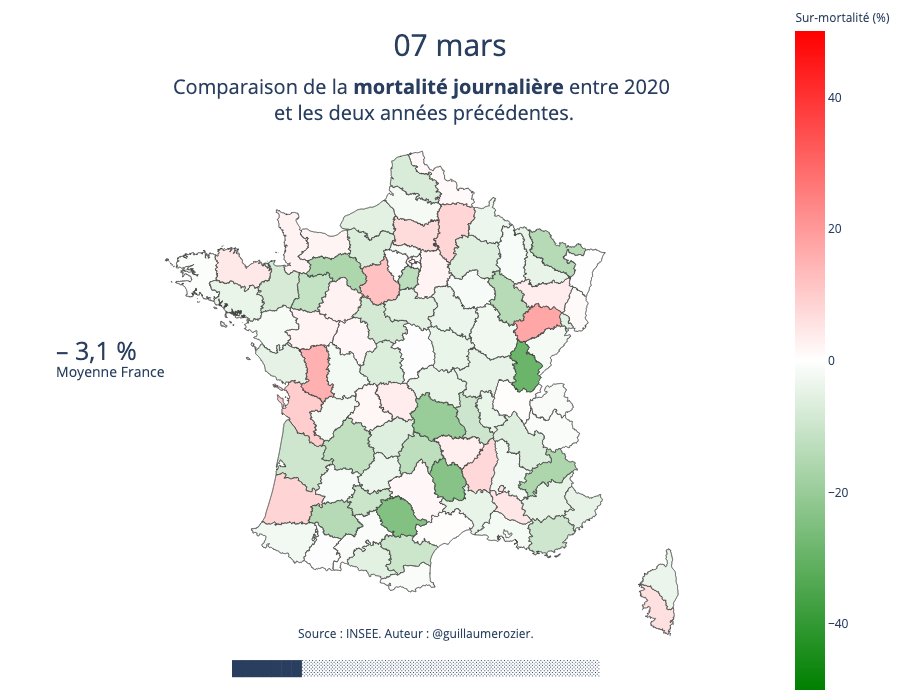 Sur-mortalité (%)
07 mars
Comparaison de la mortalité journalière entre 2020
et les deux années précédentes.
40
20
0
−20
−40
– 3,1 %
Moyenne France
Source : INSEE. Auteur : @guillaumerozier.